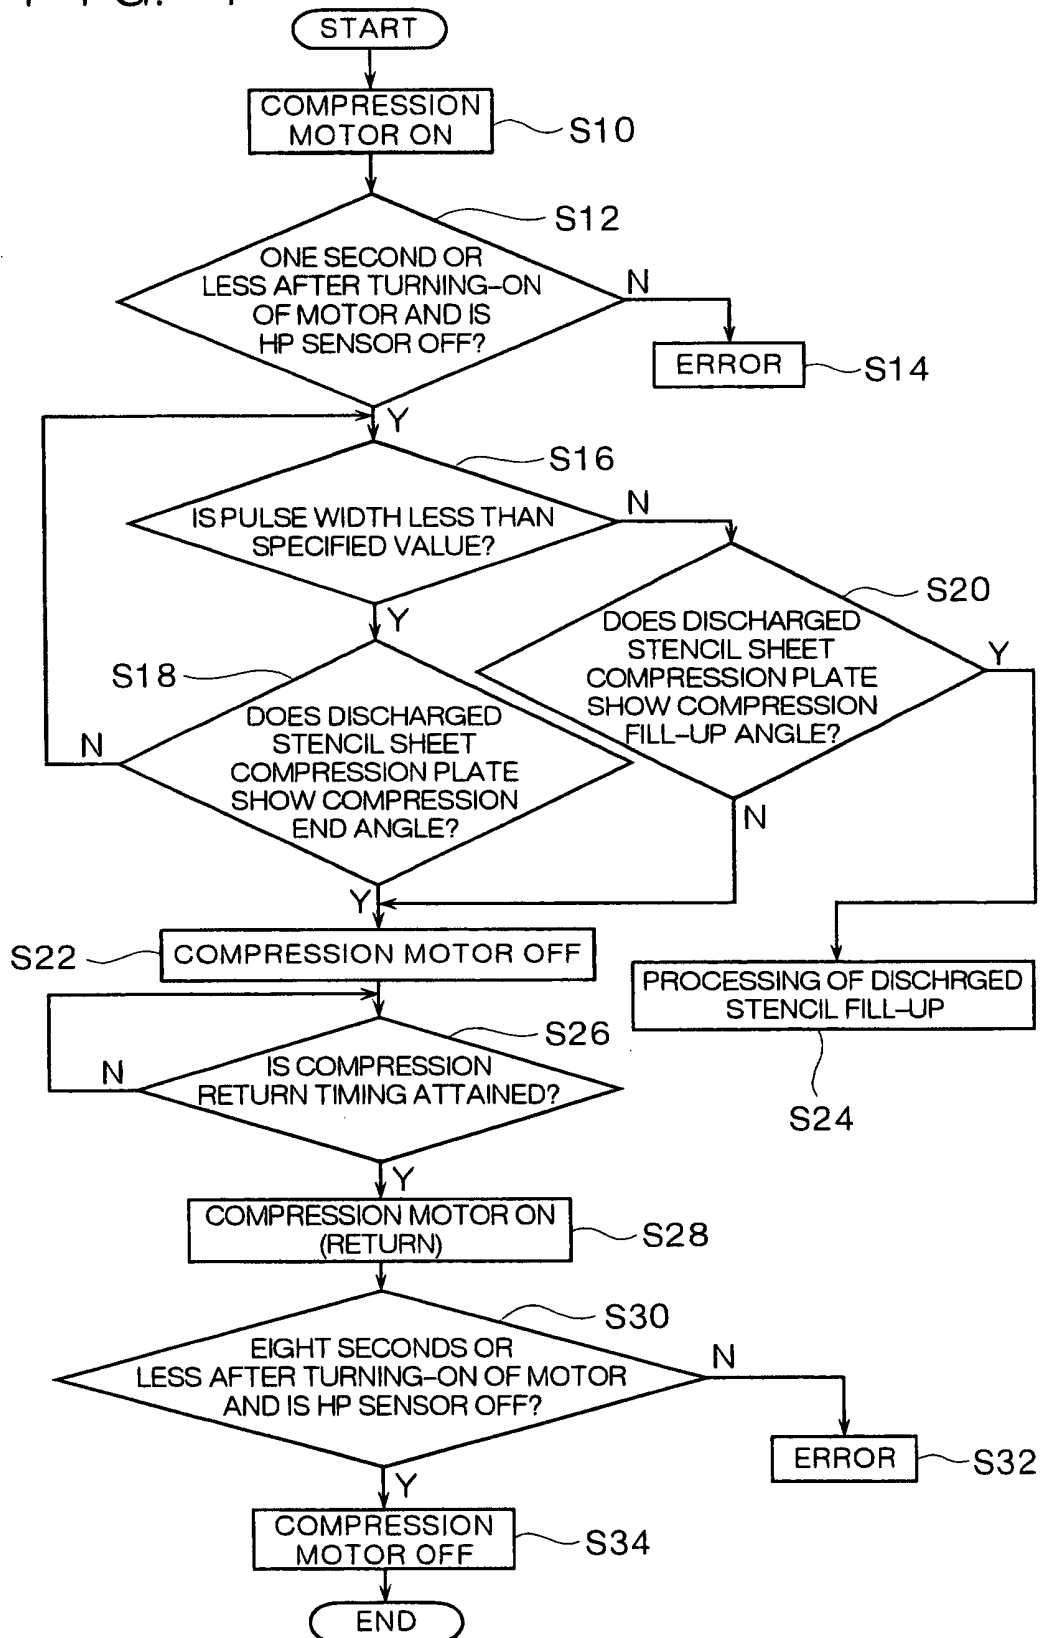 START
COMPRESSION
MOTOR ON
S10
S12
ONE SECOND OR
LESS AFTER TURNING-ON
OF MOTOR AND IS
HP SENSOR OFF?
N
ERROR
S14
Y
S16
IS PULSE WIDTH LESS THAN
SPECIFIED VALUE?
N
Y
S20
DOES DISCHARGED
STENCIL SHEET
COMPRESSION PLATE
SHOW COMPRESSION
FILL-UP ANGLE?
Y
N
S18
DOES DISCHARGED
STENCIL SHEET
COMPRESSION PLATE
SHOW COMPRESSION
END ANGLE?
N
Y
S22
COMPRESSION MOTOR OFF
PROCESSING OF DISCHRGED
STENCIL FILL-UP
S24
S26
IS COMPRESSION
RETURN TIMING ATTAINED?
N
Y
COMPRESSION MOTOR ON
(RETURN)
S28
S30
EIGHT SECONDS OR
LESS AFTER TURNING-ON OF MOTOR
AND IS HP SENSOR OFF?
N
ERROR
S32
Y
COMPRESSION
MOTOR OFF
S34
END